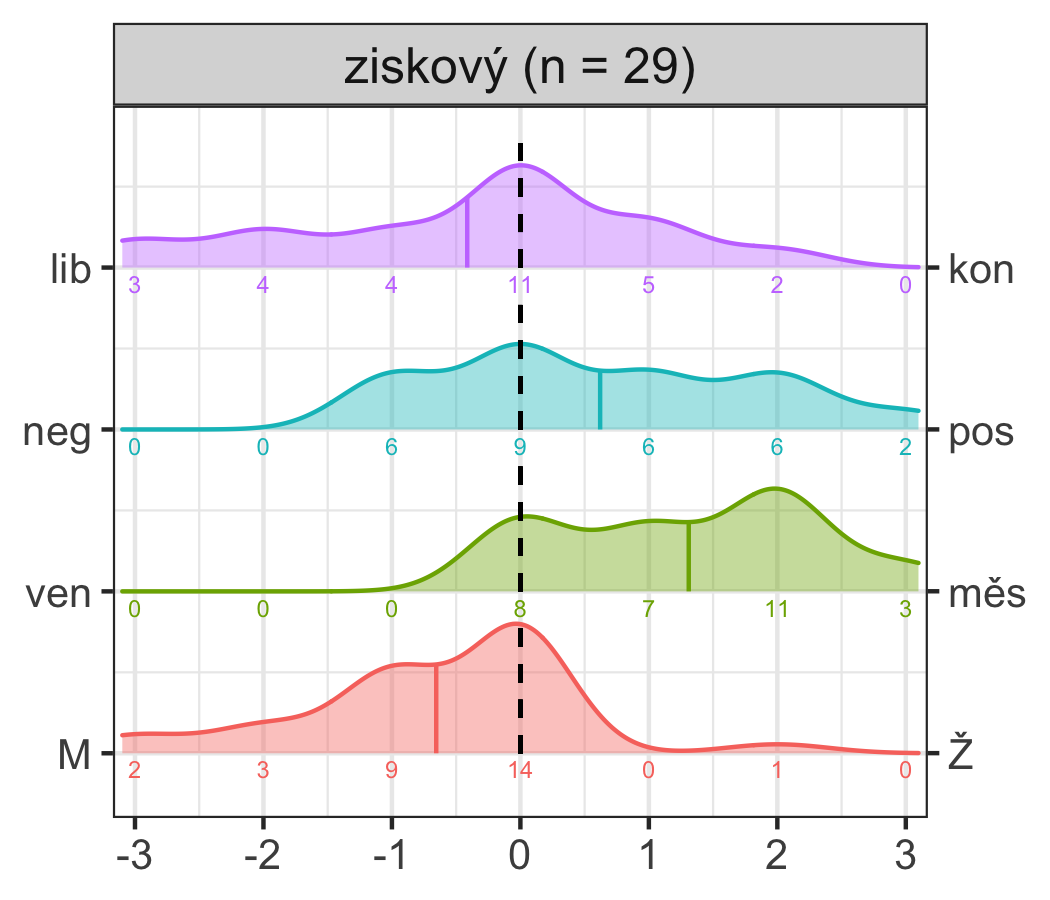 ziskový (n = 29)
lib kon
3 4 4 11 5 2 0
neg pos
0 0 6 9 6 6 2
ven měs
0 0 0 8 7 11 3
M Ž
2 3 9 14 0 1 0
-3 -2 -1 0 1 2 3